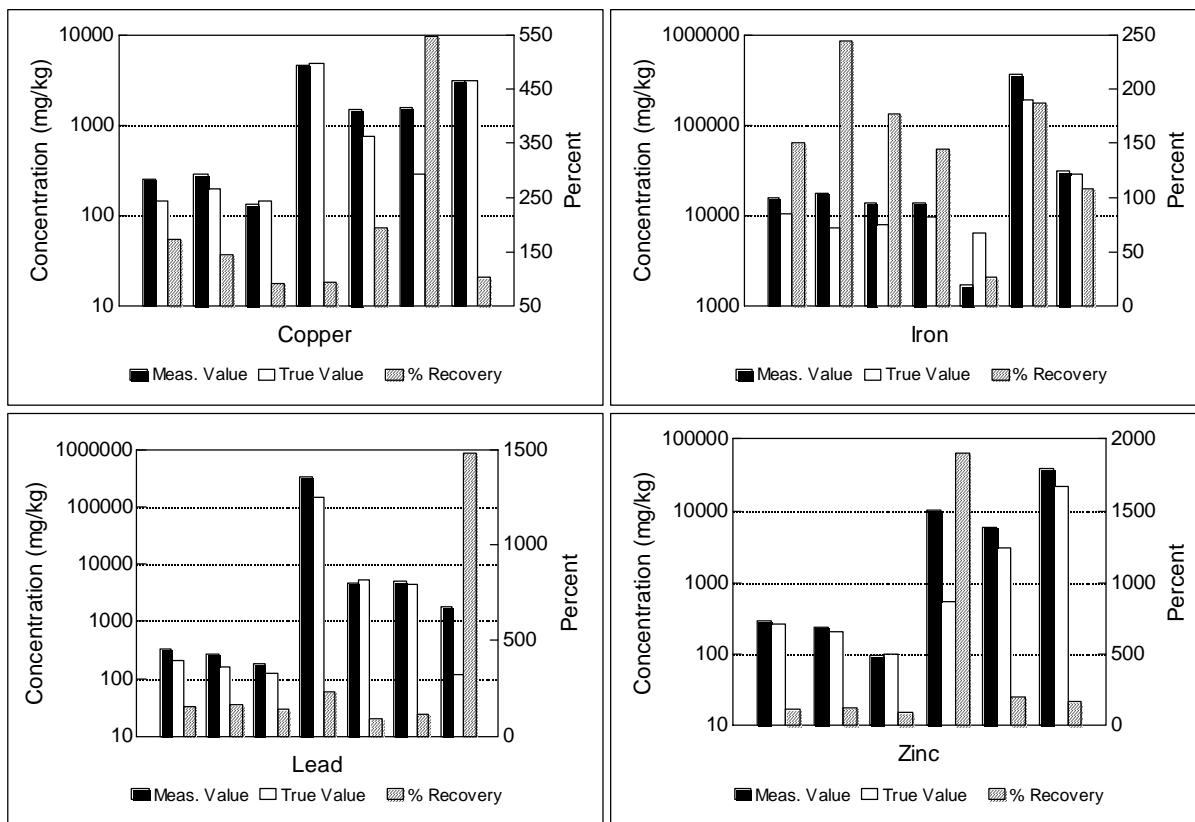 10000
1000
100
10
Concentration (mg/kg)
550
450
350
250
150
50
Percent
Copper
Meas. Value True Value % Recovery
1000000
100000
10000
1000
Concentration (mg/kg)
250
200
150
100
50
0
Percent
Iron
Meas. Value True Value % Recovery
1000000
100000
10000
1000
100
10
Concentration (mg/kg)
1500
1000
500
0
Percent
Lead
Meas. Value True Value % Recovery
100000
10000
1000
100
10
Concentration (mg/kg)
2000
1500
1000
500
0
Percent
Zinc
Meas. Value True Value % Recovery